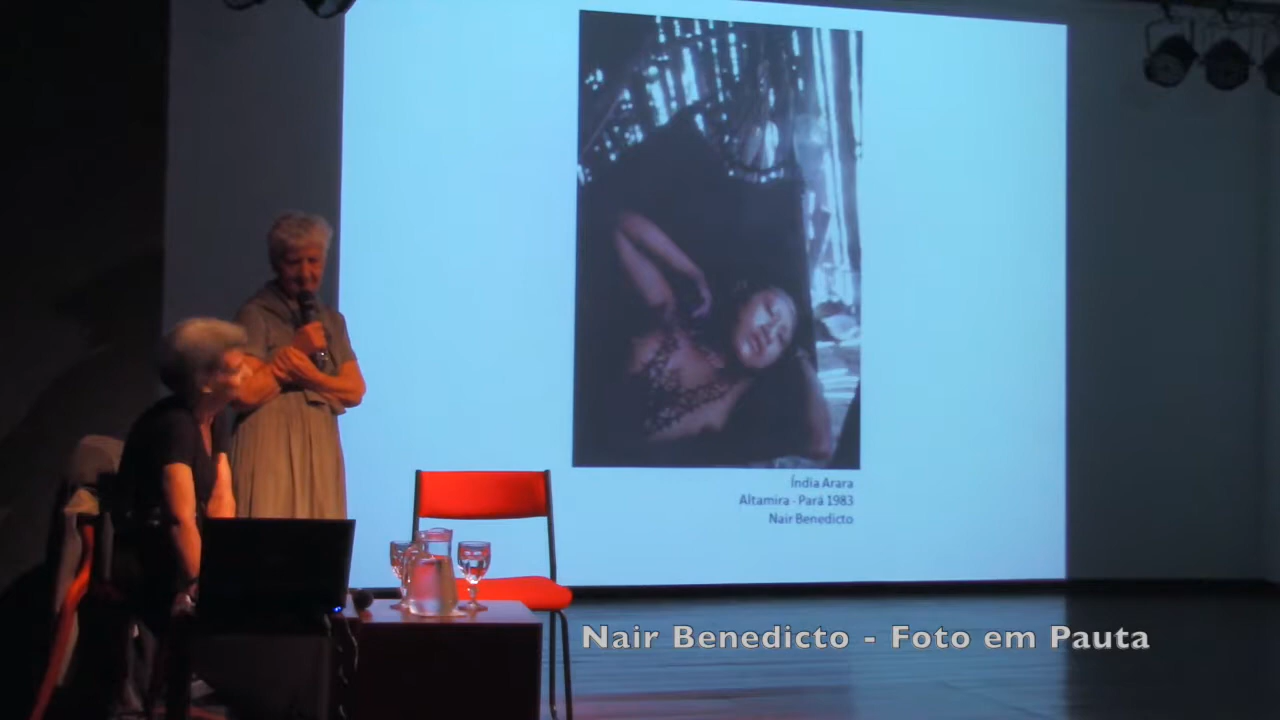 Índia Arara
Altamira - Pará 1983
Nair Benedicto
Nair Benedicto - Foto em Pauta